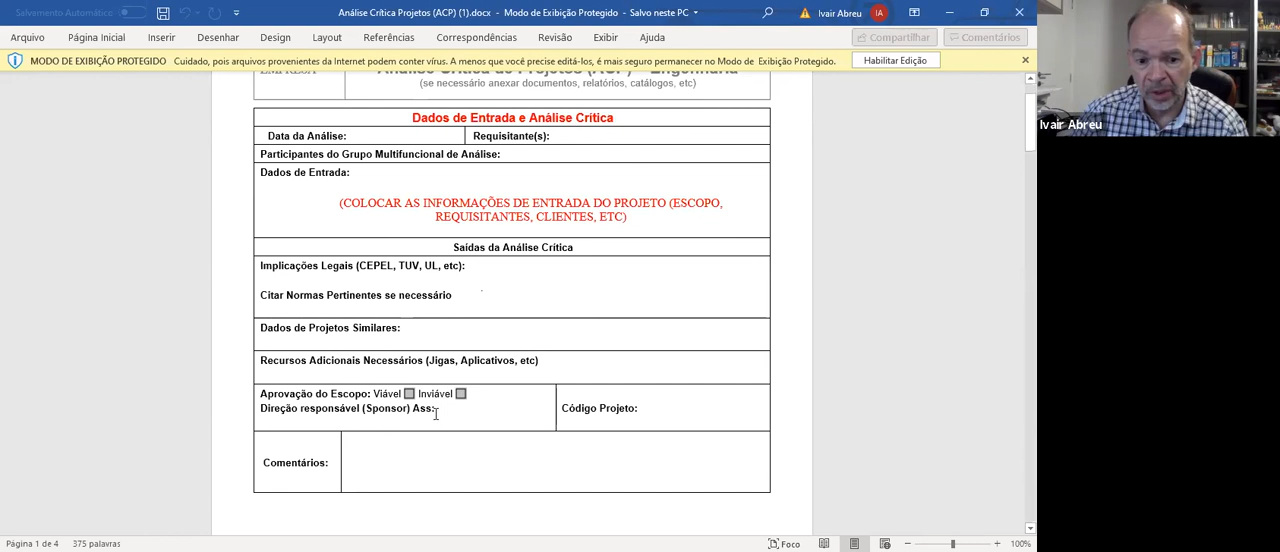 Salvamento Automático
Análise Crítica Projetos (ACP) (1).docx - Modo de Exibição Protegido - Salvo neste PC
Ivair Abreu
IA
Arquivo Página Inicial Inserir Desenhar Design Layout Referências Correspondências Revisão Exibir Ajuda
Compartilhar
Comentários
MODO DE EXIBIÇÃO PROTEGIDO Cuidado, pois arquivos provenientes da Internet podem conter vírus. A menos que você precise editá-los, é mais seguro permanecer no Modo de Exibição Protegido.
Habilitar Edição
EMPRESA
Análise Crítica de Projetos (ACP) - Engenharia
(se necessário anexar documentos, relatórios, catálogos, etc)
Dados de Entrada e Análise Crítica
Data da Análise: Requisitante(s):
Participantes do Grupo Multifuncional de Análise:
Dados de Entrada:
(COLOCAR AS INFORMAÇÕES DE ENTRADA DO PROJETO (ESCOPO,
REQUISITANTES, CLIENTES, ETC)
Saídas da Análise Crítica
Implicações Legais (CEPEL, TUV, UL, etc):
Citar Normas Pertinentes se necessário
Dados de Projetos Similares:
Recursos Adicionais Necessários (Jigas, Aplicativos, etc)
Aprovação do Escopo: Viável Inviável
Direção responsável (Sponsor) Ass:
Código Projeto:
Comentários:
Ivair Abreu
Página 1 de 4 375 palavras
Foco
100%